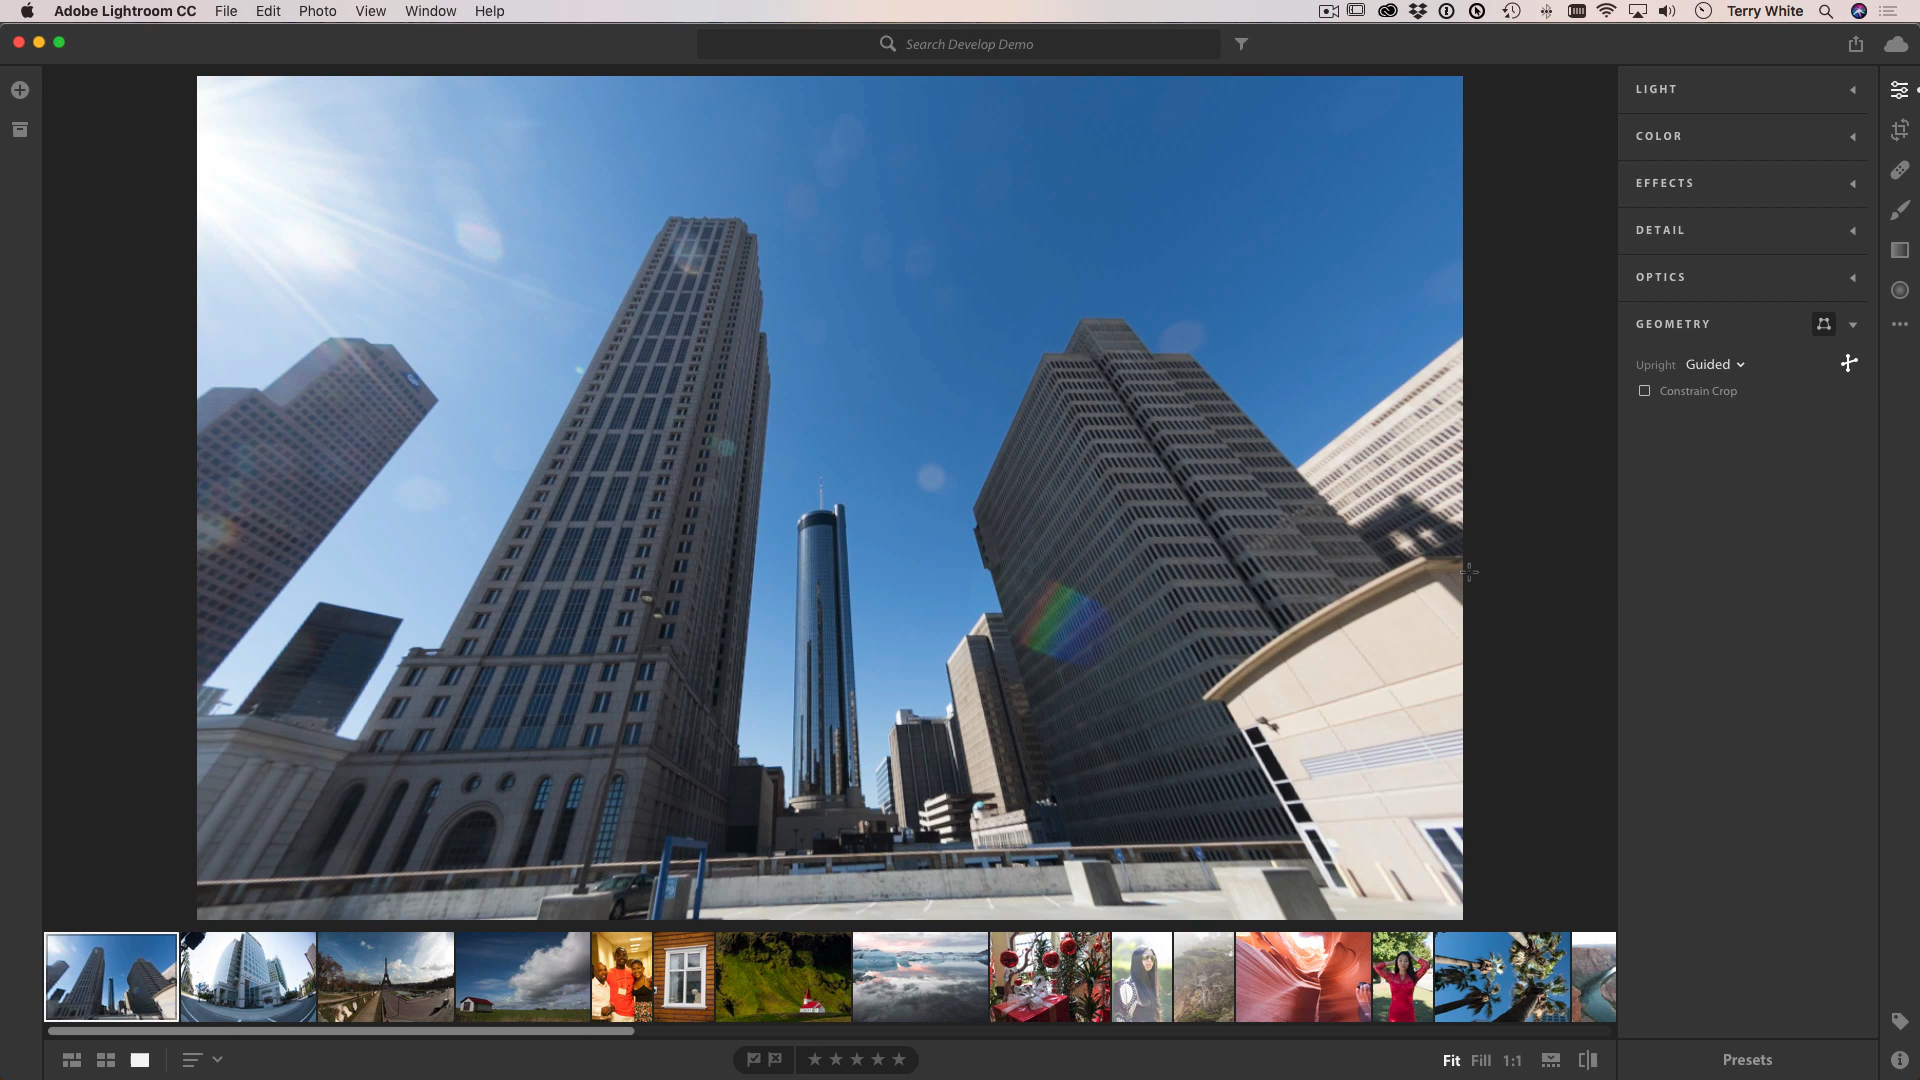 Adobe Lightroom CC File Edit Photo View Window Help Terry White
Search Develop Demo
LIGHT
COLOR
EFFECTS
DETAIL
OPTICS
GEOMETRY
Upright Guided
Constrain Crop
Fit Fill 1:1
Presets